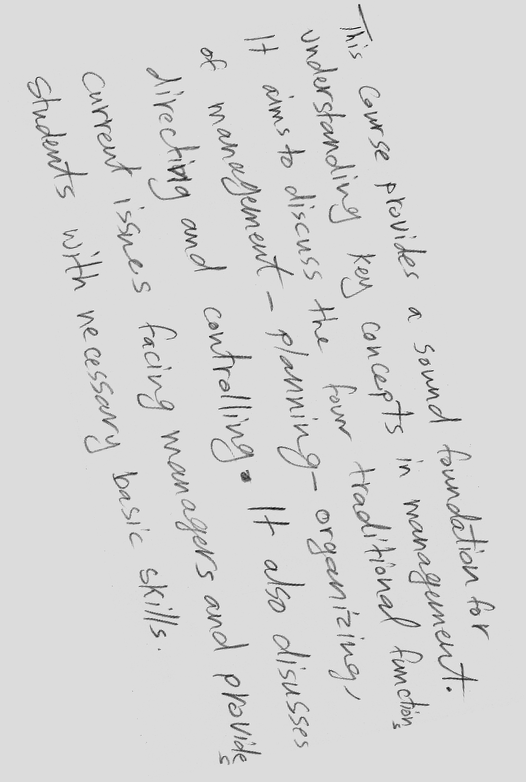 This course provides a sound foundation for
understanding key concepts in management.
It aims to discuss the four traditional functions
of management - planning - organizing,
directing and controlling. It also disusses
current issues facing managers and provides
students with necessary basic skills.